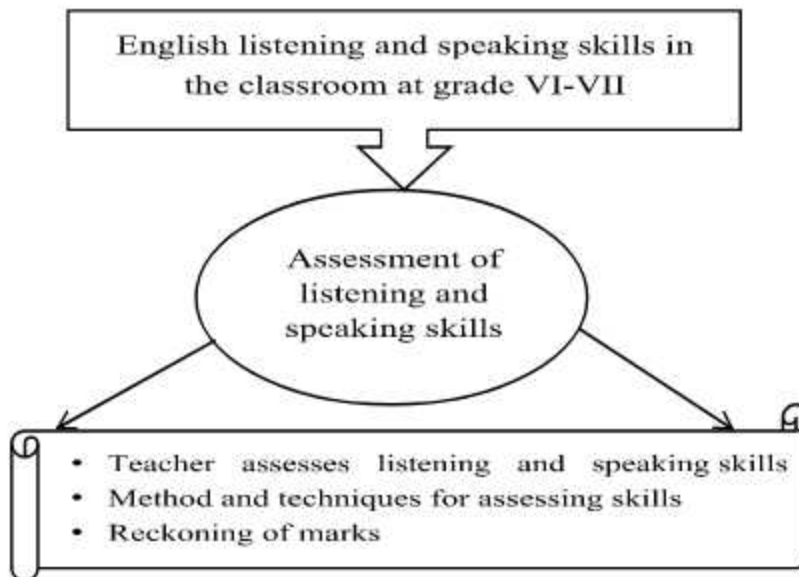 English listening and speaking skills in
the classroom at grade VI-VII
Assessment of
listening and
speaking skills
• Teacher assesses listening and speaking skills
• Method and techniques for assessing skills
• Reckoning of marks